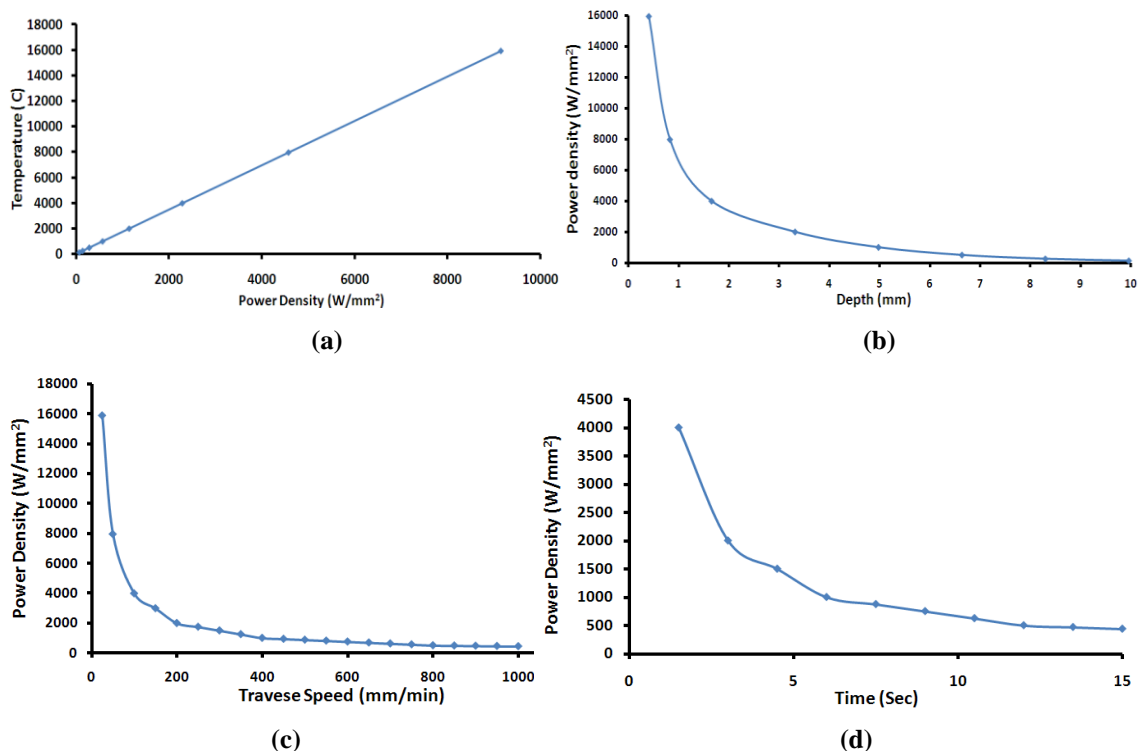 18000
16000
14000
12000
10000
8000
6000
4000
2000
0
Temperature ( C)
0 2000 4000 6000 8000 10000
Power Density (W/mm²)
(a)
16000
14000
12000
10000
8000
6000
4000
2000
0
Power density (W/mm²)
0 1 2 3 4 5 6 7 8 9 10
Depth (mm)
(b)
18000
16000
14000
12000
10000
8000
6000
4000
2000
0
Power Density (W/mm²)
0 200 400 600 800 1000
Travese Speed (mm/min)
(c)
4500
4000
3500
3000
2500
2000
1500
1000
500
0
Power Density (W/mm²)
0 5 10 15
Time (Sec)
(d)